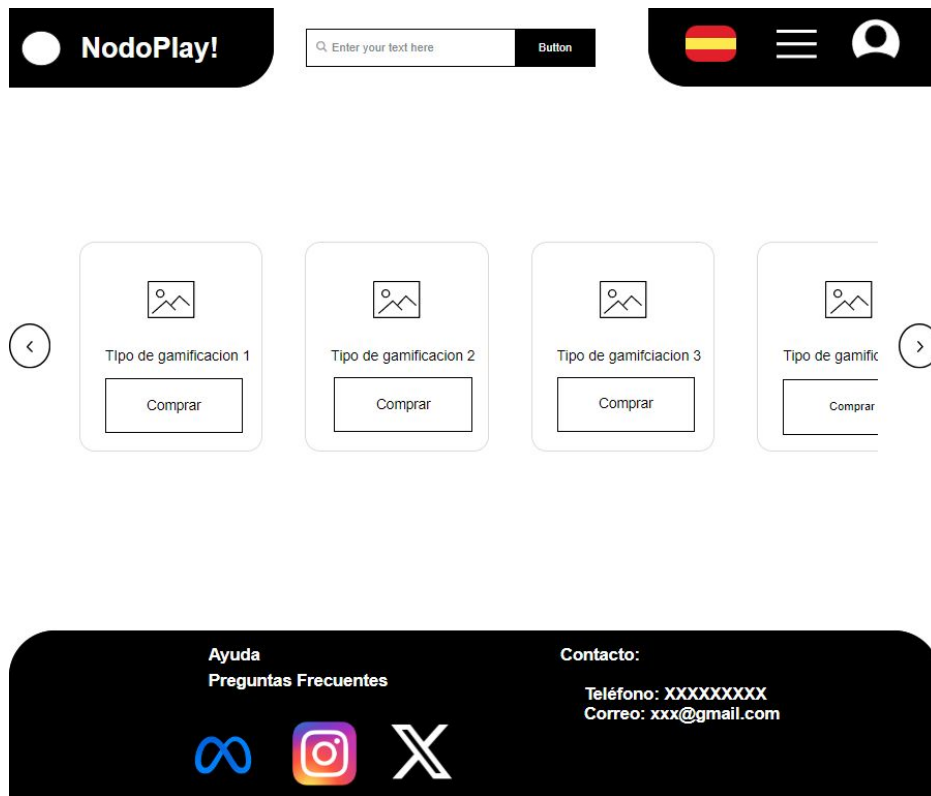 NodoPlay!
Enter your text here
Button
TIpo de gamificacion 1
Tipo de gamificacion 2
Tipo de gamifciacion 3
Tipo de gamific
Comprar
Comprar
Comprar
Comprar
Ayuda
Preguntas Frecuentes
Contacto:
Teléfono: XXXXXXXXX
Correo: xxx@gmail.com